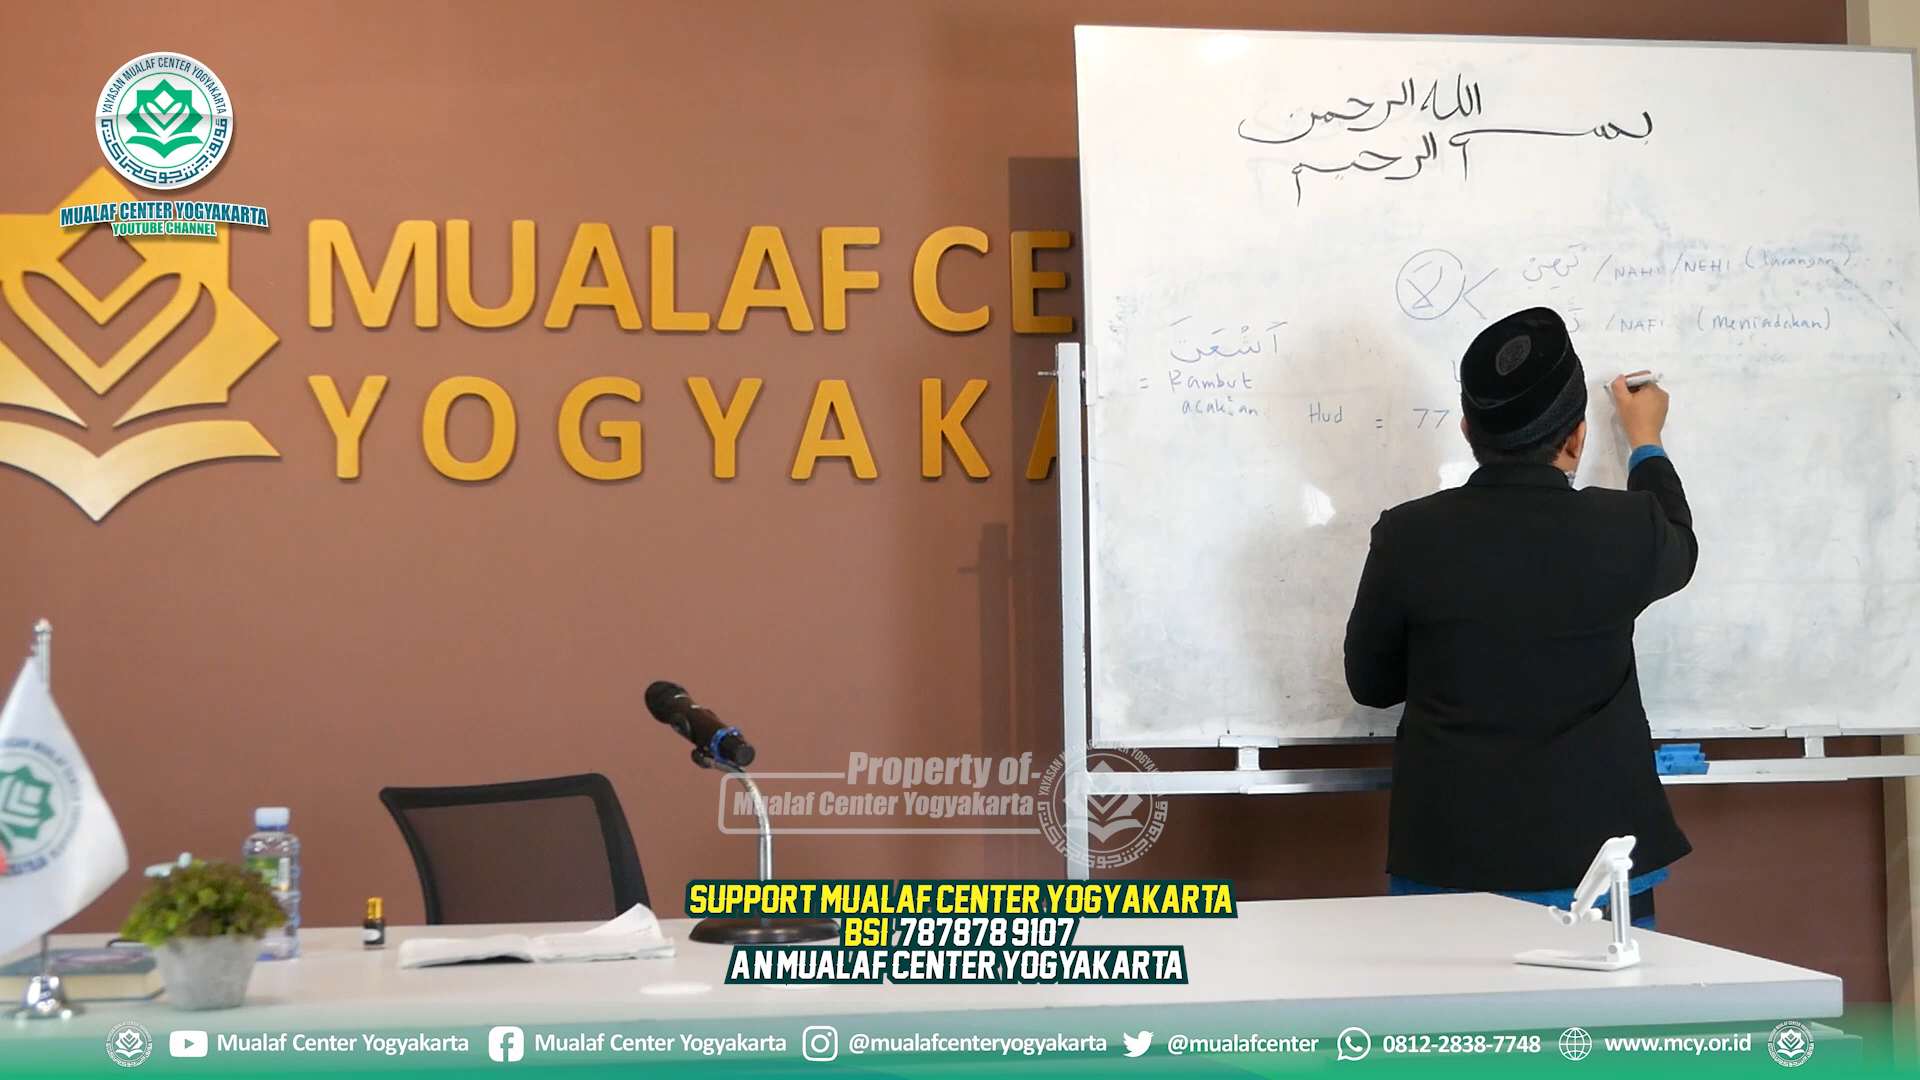 YAYASAN MUALAF CENTER YOGYAKARTA
MUALAF CENTER YOGYAKARTA
YOUTUBE CHANNEL
MUALAF CE
YOGYAKA
بسم الله الرحمن
الرحيم
لا
/ NAHI / NEHI (Larangan)
/ NAFI (Meniadakan)
= Rambut
acak²an
Hud = 77
Property of
Mualaf Center Yogyakarta
SUPPORT MUALAF CENTER YOGYAKARTA
BSI 787878 9107
AN MUALAF CENTER YOGYAKARTA
Mualaf Center Yogyakarta
Mualaf Center Yogyakarta
@mualafcenteryogyakarta
@mualafcenter
0812-2838-7748
www.mcy.or.id